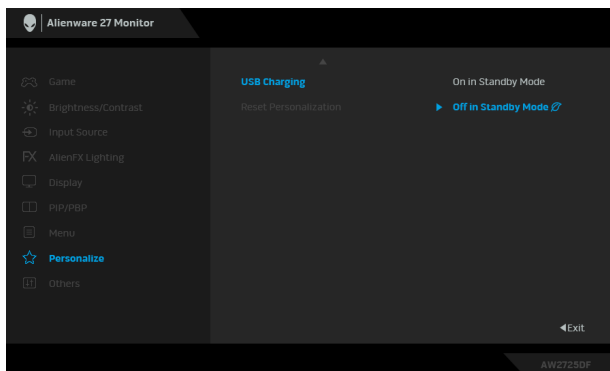 Alienware 27 Monitor
Game
Brightness/Contrast
Input Source
AlienFX Lighting
Display
PIP/PBP
Menu
Personalize
Others
USB Charging
Reset Personalization
On in Standby Mode
Off in Standby Mode
Exit
AW2725DF